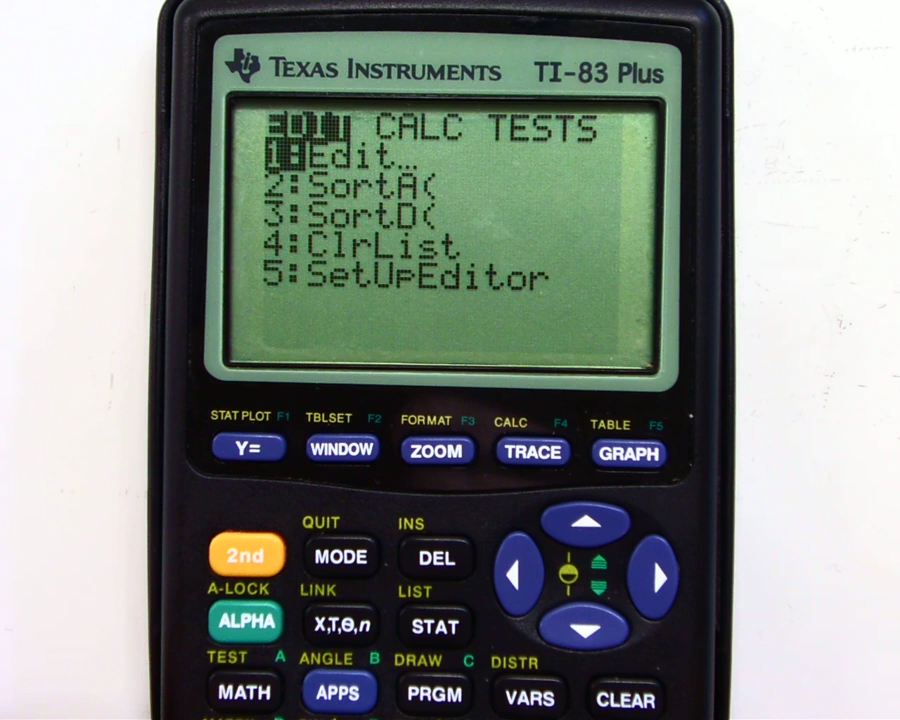 TEXAS INSTRUMENTS TI-83 Plus
EDIT CALC TESTS
1:Edit…
2:SortA(
3:SortD(
4:ClrList
5:SetUpEditor
STAT PLOT F1 TBLSET F2 FORMAT F3 CALC F4 TABLE F5
Y= WINDOW ZOOM TRACE GRAPH
QUIT INS
2nd MODE DEL
A-LOCK LINK LIST
ALPHA X,T,Θ,n STAT
TEST A ANGLE B DRAW C DISTR
MATH APPS PRGM VARS CLEAR